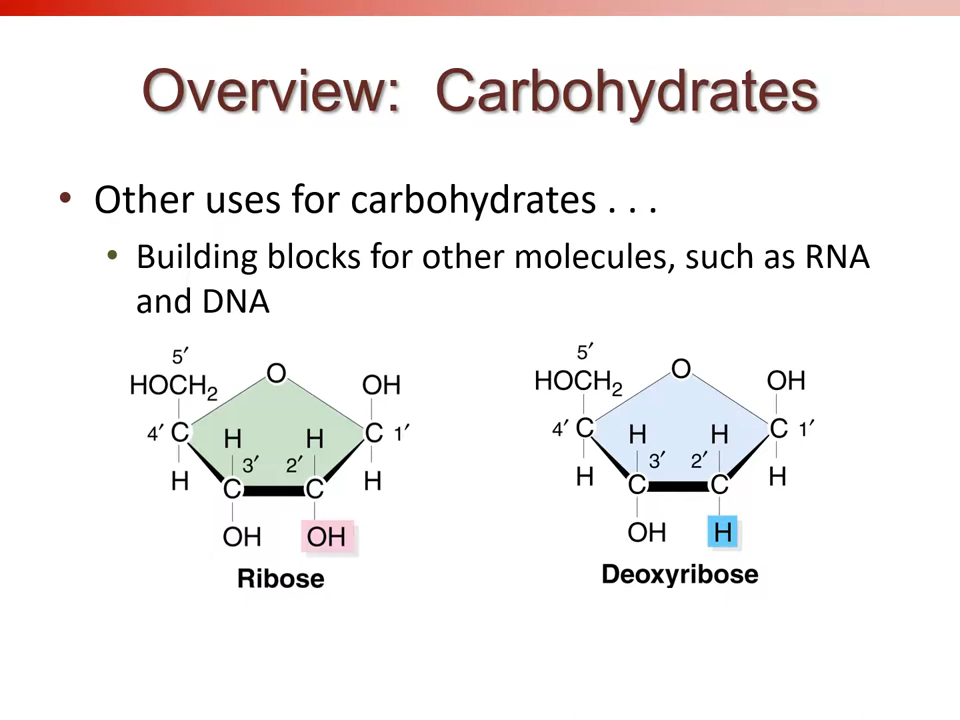 Overview: Carbohydrates
• Other uses for carbohydrates . . .
• Building blocks for other molecules, such as RNA
and DNA
5′
HOCH₂ O OH
4′ C H H C 1′
3′ 2′
H C C H
OH OH
Ribose
5′
HOCH₂ O OH
4′ C H H C 1′
3′ 2′
H C C H
OH H
Deoxyribose